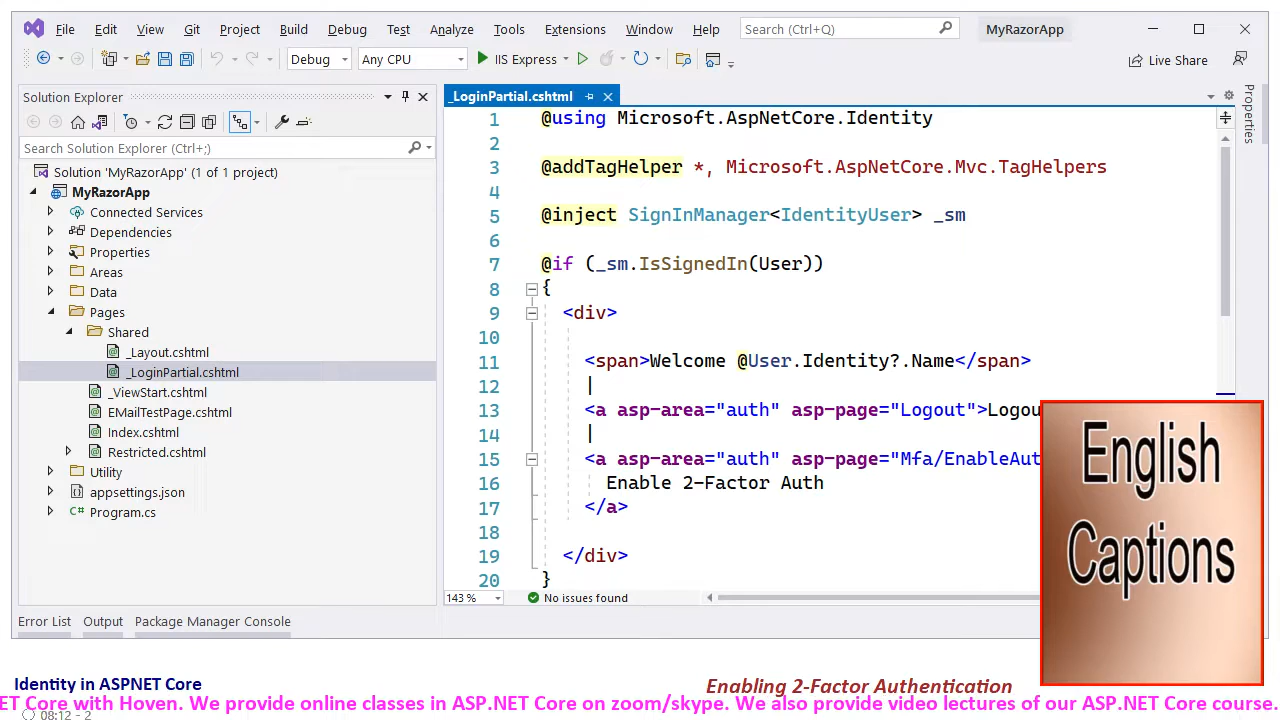 File Edit View Git Project Build Debug Test Analyze Tools Extensions Window Help Search (Ctrl+Q) MyRazorApp
Debug Any CPU IIS Express Live Share
Solution Explorer
Search Solution Explorer (Ctrl+;)
Solution 'MyRazorApp' (1 of 1 project)
MyRazorApp
Connected Services
Dependencies
Properties
Areas
Data
Pages
Shared
_Layout.cshtml
_LoginPartial.cshtml
_ViewStart.cshtml
EMailTestPage.cshtml
Index.cshtml
Restricted.cshtml
Utility
appsettings.json
Program.cs
_LoginPartial.cshtml
1 @using Microsoft.AspNetCore.Identity
2
3 @addTagHelper *, Microsoft.AspNetCore.Mvc.TagHelpers
4
5 @inject SignInManager<IdentityUser> _sm
6
7 @if (_sm.IsSignedIn(User))
8 {
9 <div>
10
11 <span>Welcome @User.Identity?.Name</span>
12 |
13 <a asp-area="auth" asp-page="Logout">Logou
14 |
15 <a asp-area="auth" asp-page="Mfa/EnableAut
16 Enable 2-Factor Auth
17 </a>
18
19 </div>
20 }
143 % No issues found
Properties
English
Captions
Error List Output Package Manager Console
Identity in ASPNET Core
Enabling 2-Factor Authentication
ET Core with Hoven. We provide online classes in ASP.NET Core on zoom/skype. We also provide video lectures of our ASP.NET Core course.
08:12 - 2